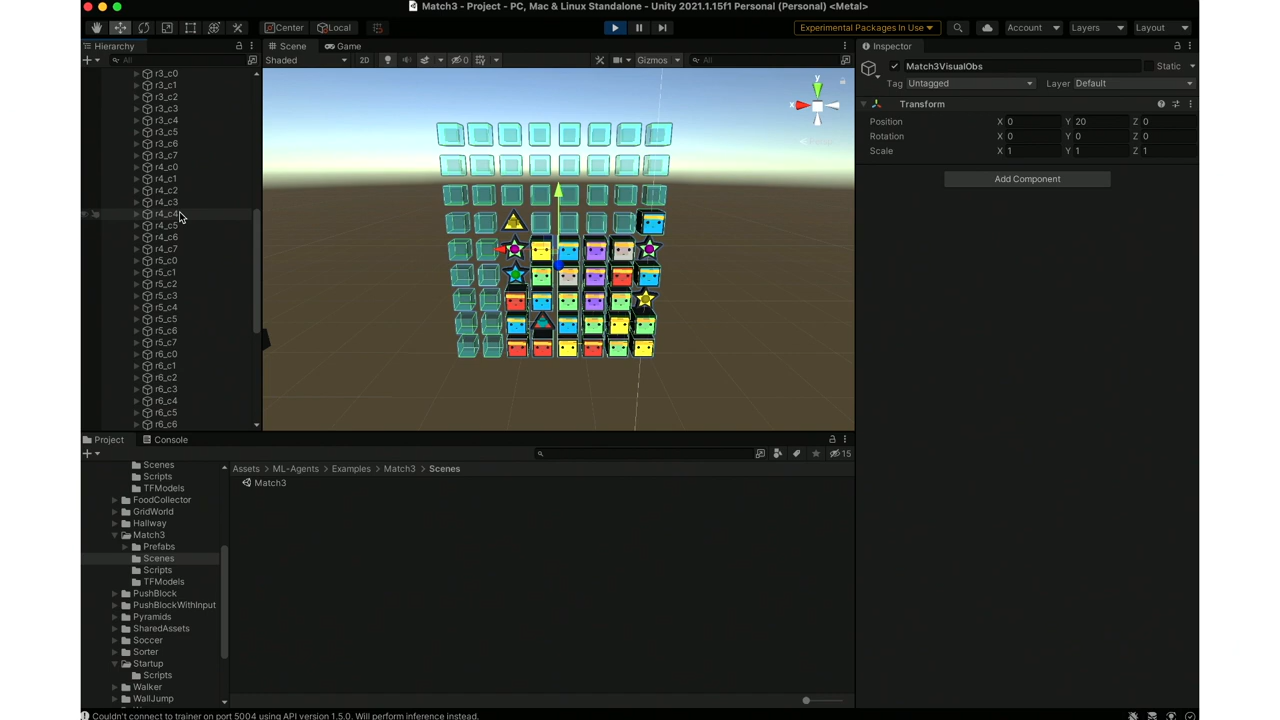 Match3 - Project - PC, Mac & Linux Standalone - Unity 2021.1.15f1 Personal (Personal) <Metal>
Center
Local
Experimental Packages In Use
Account
Layers
Layout
Hierarchy
All
r3_c0
r3_c1
r3_c2
r3_c3
r3_c4
r3_c5
r3_c6
r3_c7
r4_c0
r4_c1
r4_c2
r4_c3
r4_c4
r4_c5
r4_c6
r4_c7
r5_c0
r5_c1
r5_c2
r5_c3
r5_c4
r5_c5
r5_c6
r5_c7
r6_c0
r6_c1
r6_c2
r6_c3
r6_c4
r6_c5
r6_c6
Scene
Game
Shaded
2D
0
Gizmos
All
y
x
Inspector
Match3VisualObs
Static
Tag Untagged
Layer Default
Transform
Position X 0 Y 20 Z 0
Rotation X 0 Y 0 Z 0
Scale X 1 Y 1 Z 1
Add Component
Project
Console
15
Scenes
Scripts
TFModels
FoodCollector
GridWorld
Hallway
Match3
Prefabs
Scenes
Scripts
TFModels
PushBlock
PushBlockWithInput
Pyramids
SharedAssets
Soccer
Sorter
Startup
Scripts
Walker
WallJump
Assets > ML-Agents > Examples > Match3 > Scenes
Match3
Couldn't connect to trainer on port 5004 using API version 1.5.0. Will perform inference instead.